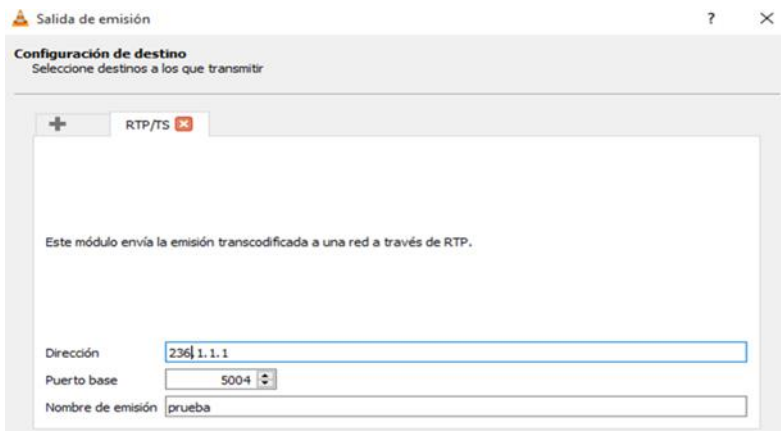 Salida de emisión ?
Configuración de destino
Seleccione destinos a los que transmitir
RTP/TS
Este módulo envía la emisión transcodificada a una red a través de RTP.
Dirección 236.1.1.1
Puerto base 5004
Nombre de emisión prueba